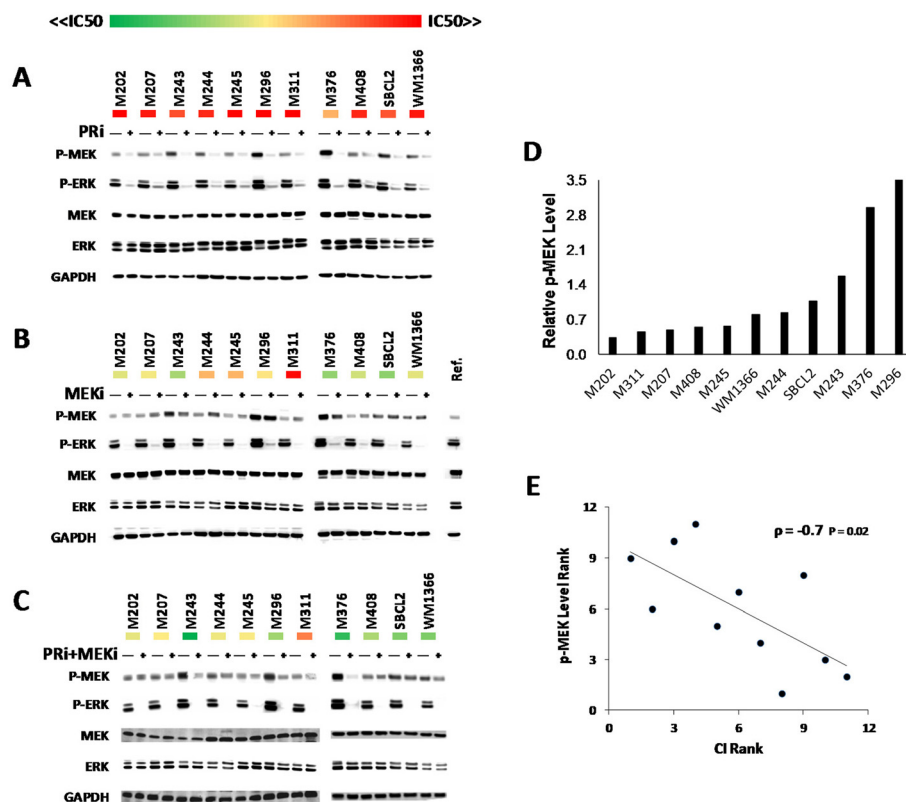 <<IC50 IC50>>
A
M202 M207 M243 M244 M245 M296 M311 M376 M408 SBCL2 WM1366
PRi — + — + — + — + — + — + — + — + — + — + — +
P-MEK
P-ERK
MEK
ERK
GAPDH
B
M202 M207 M243 M244 M245 M296 M311 M376 M408 SBCL2 WM1366 Ref.
MEKi — + — + — + — + — + — + — + — + — + — + — +
P-MEK
P-ERK
MEK
ERK
GAPDH
C
M202 M207 M243 M244 M245 M296 M311 M376 M408 SBCL2 WM1366
PRi+MEKi — + — + — + — + — + — + — + — + — + — + — +
P-MEK
P-ERK
MEK
ERK
GAPDH
D
Relative p-MEK Level
3.5
2.8
2.1
1.4
0.7
0.0
M202 M311 M207 M408 M245 WM1366 M244 SBCL2 M243 M376 M296
E
p-MEK Level Rank
12
9
6
3
0
ρ = -0.7 P = 0.02
0 3 6 9 12
CI Rank